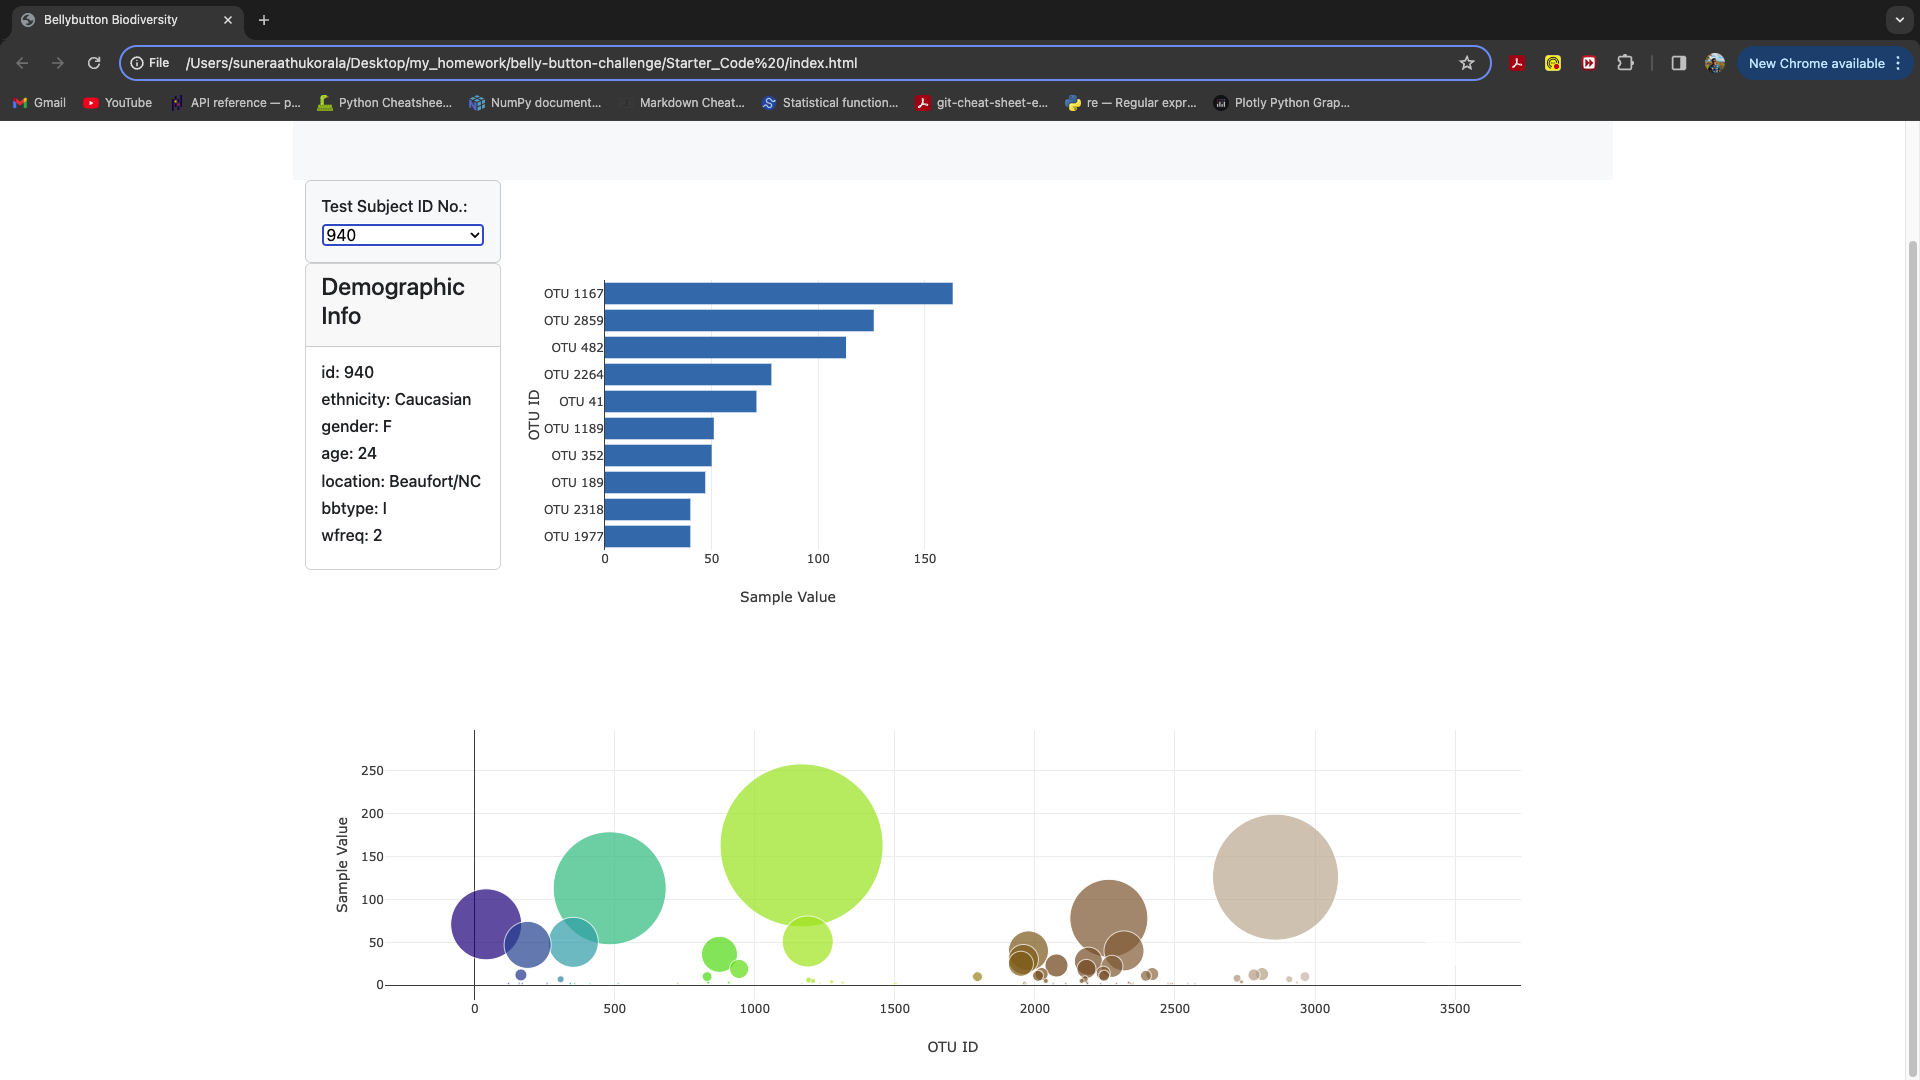 Bellybutton Biodiversity
File /Users/suneraathukorala/Desktop/my_homework/belly-button-challenge/Starter_Code%20/index.html
New Chrome available
Gmail YouTube API reference — p... Python Cheatshee... NumPy document... Markdown Cheat... Statistical function... git-cheat-sheet-e... re — Regular expr... Plotly Python Grap...
Test Subject ID No.:
940
Demographic
Info
id: 940
ethnicity: Caucasian
gender: F
age: 24
location: Beaufort/NC
bbtype: I
wfreq: 2
OTU ID
OTU 1167
OTU 2859
OTU 482
OTU 2264
OTU 41
OTU 1189
OTU 352
OTU 189
OTU 2318
OTU 1977
0 50 100 150
Sample Value
Sample Value
250
200
150
100
50
0
0 500 1000 1500 2000 2500 3000 3500
OTU ID